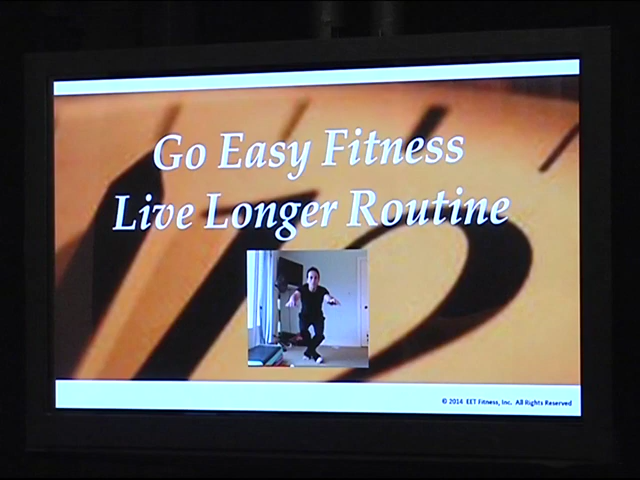 Go Easy Fitness
Live Longer Routine
© 2014 EET Fitness, Inc. All Rights Reserved